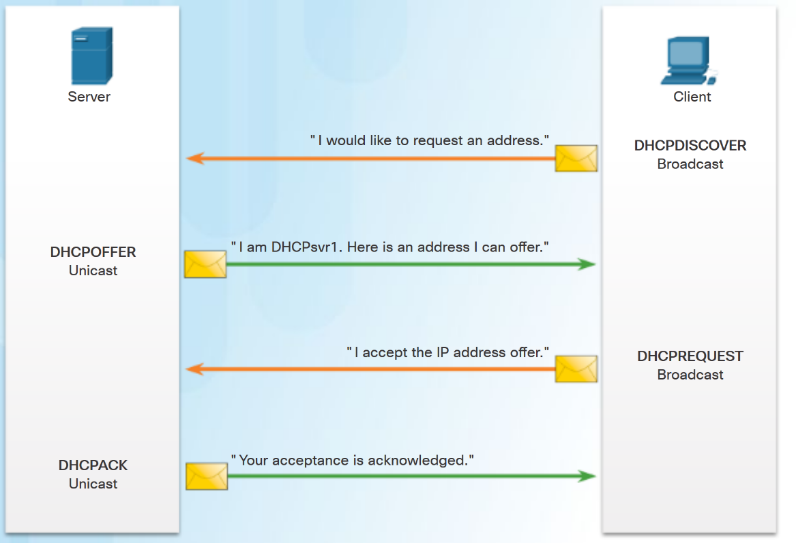 Server
Client
" I would like to request an address."
DHCPDISCOVER
Broadcast
DHCPOFFER
Unicast
" I am DHCPsvr1. Here is an address I can offer."
" I accept the IP address offer."
DHCPREQUEST
Broadcast
DHCPACK
Unicast
" Your acceptance is acknowledged."